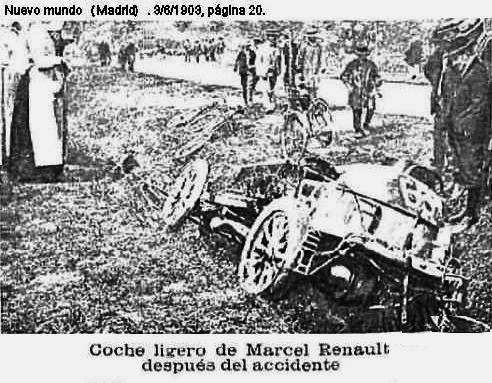 Nuevo mundo (Madrid) . 3/6/1903, página 20.
Coche ligero de Marcel Renault
después del accidente